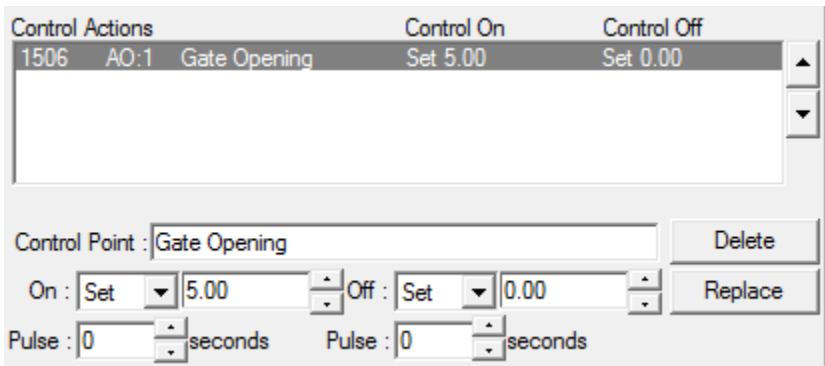 Control Actions Control On Control Off
1506 AO:1 Gate Opening Set 5.00 Set 0.00
Control Point : Gate Opening Delete
On : Set 5.00 Off : Set 0.00 Replace
Pulse : 0 seconds Pulse : 0 seconds